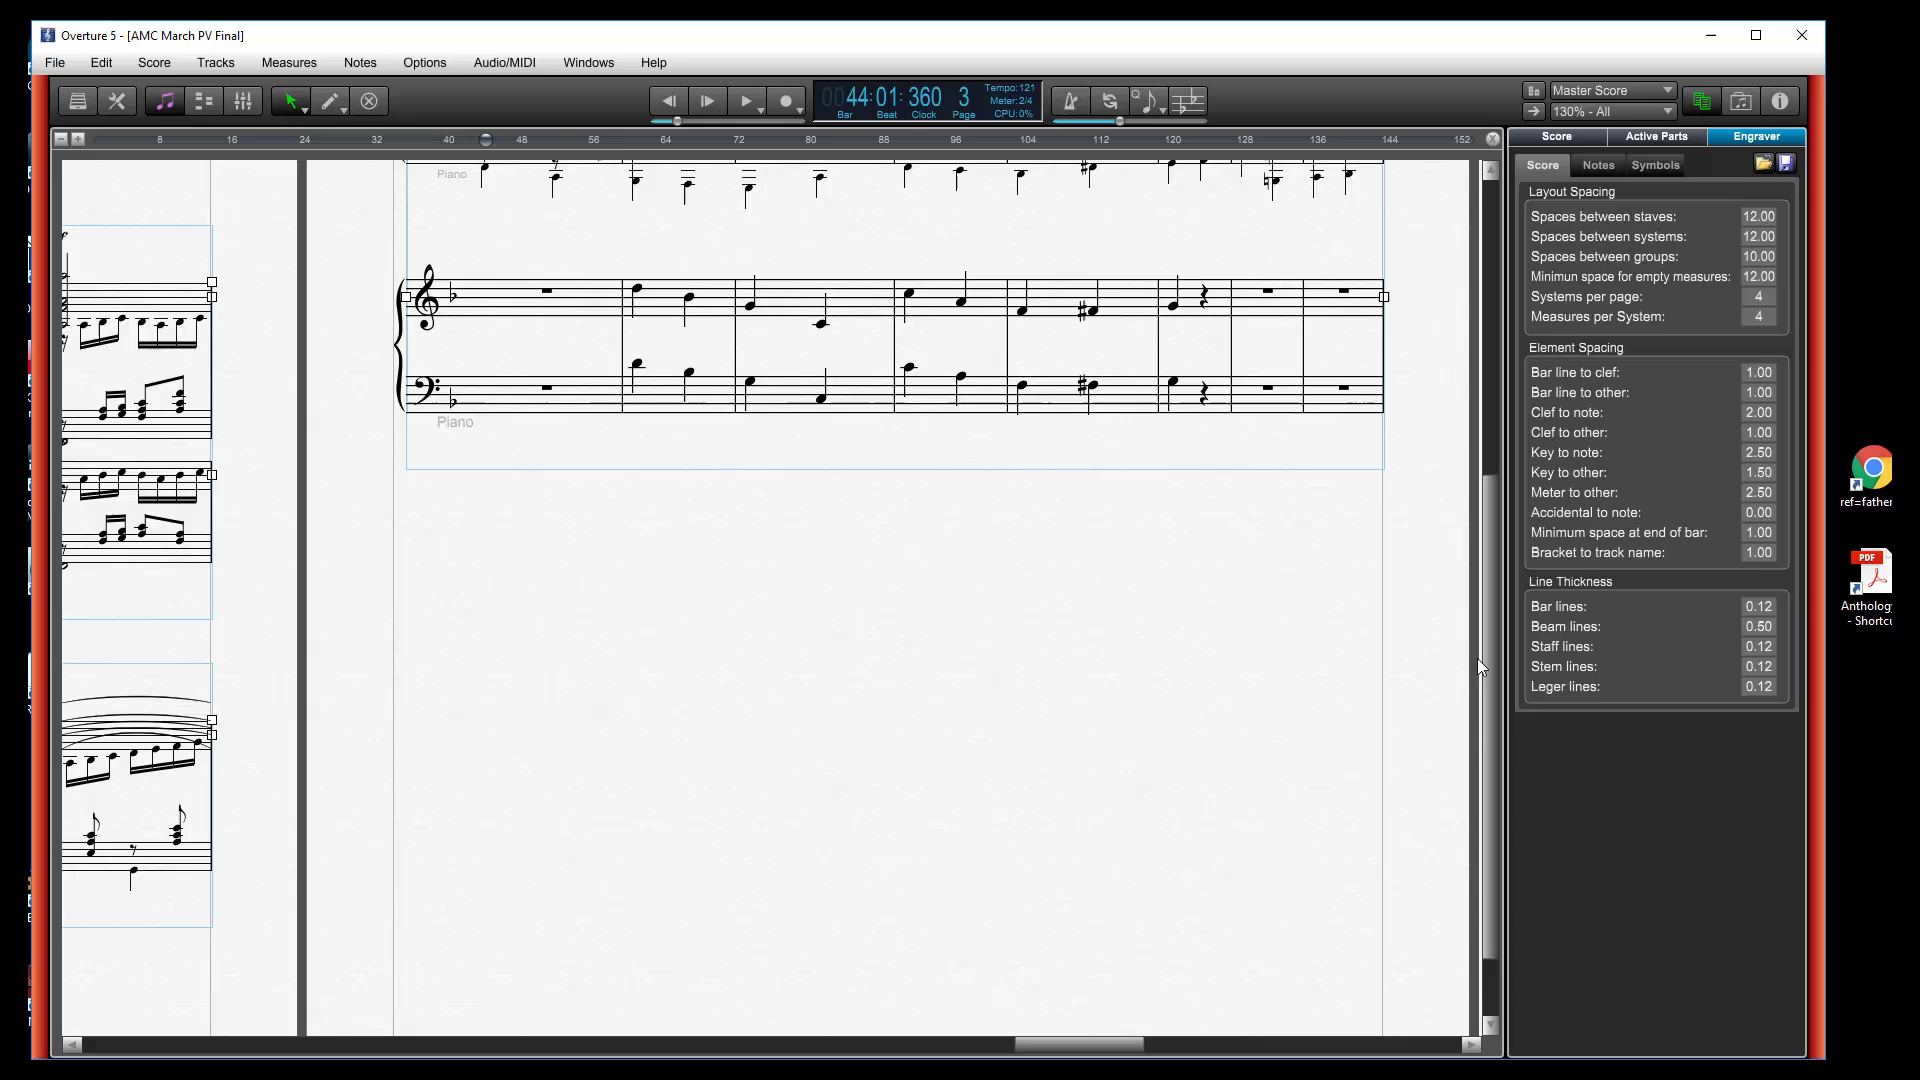 Overture 5 - [AMC March PV Final]
File Edit Score Tracks Measures Notes Options Audio/MIDI Windows Help
0044:01:360 3
Bar Beat Clock Page
Tempo:121
Meter:2/4
CPU:0%
Q
Master Score
130% - All
8 16 24 32 40 48 56 64 72 80 88 96 104 112 120 128 136 144 152
Score Active Parts Engraver
Score Notes Symbols
Layout Spacing
Spaces between staves: 12.00
Spaces between systems: 12.00
Spaces between groups: 10.00
Minimun space for empty measures: 12.00
Systems per page: 4
Measures per System: 4
Element Spacing
Bar line to clef: 1.00
Bar line to other: 1.00
Clef to note: 2.00
Clef to other: 1.00
Key to note: 2.50
Key to other: 1.50
Meter to other: 2.50
Accidental to note: 0.00
Minimum space at end of bar: 1.00
Bracket to track name: 1.00
Line Thickness
Bar lines: 0.12
Beam lines: 0.50
Staff lines: 0.12
Stem lines: 0.12
Leger lines: 0.12
Piano
Piano
ref=father
PDF
Antholog
- Shortcu